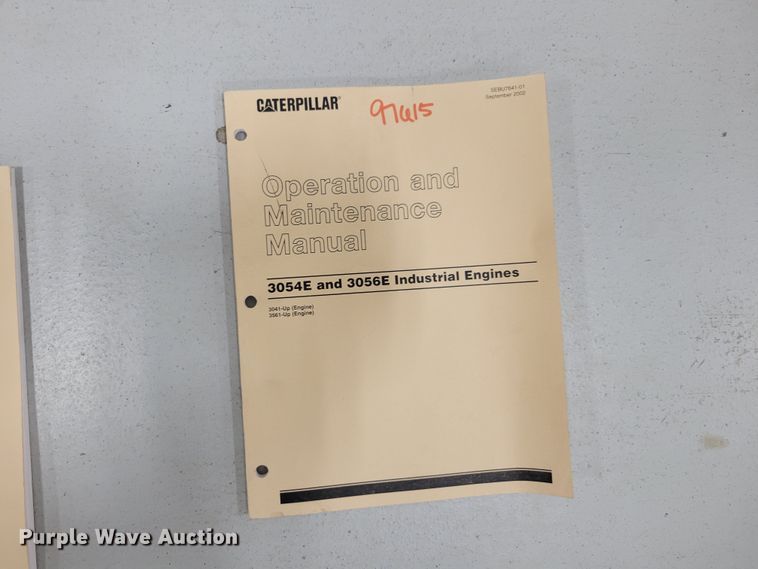 CATERPILLAR®
97615
SEBU7641-01
September 2002
Operation and
Maintenance
Manual
3054E and 3056E Industrial Engines
3041-Up (Engine)
3561-Up (Engine)
Purple Wave Auction